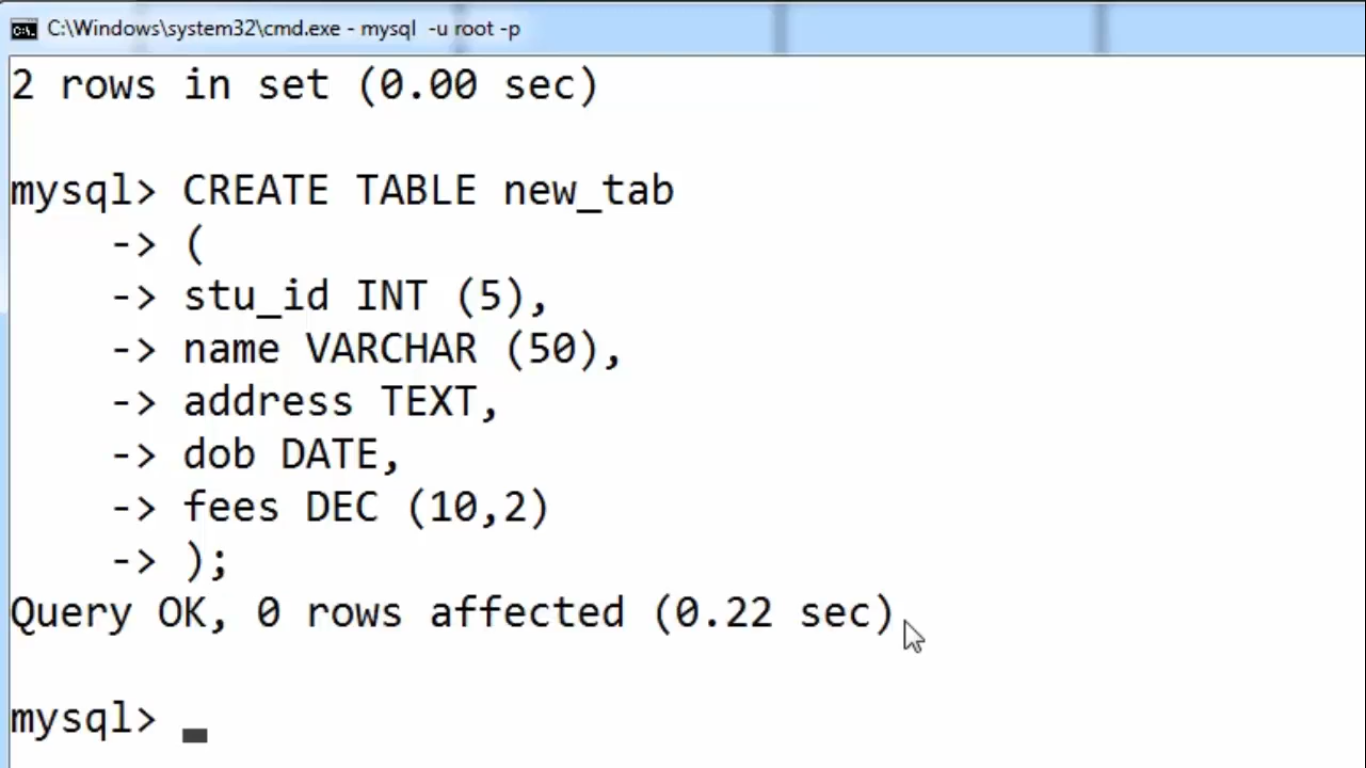 C:\Windows\system32\cmd.exe - mysql  -u root -p
2 rows in set (0.00 sec)
mysql> CREATE TABLE new_tab
    -> (
    -> stu_id INT (5),
    -> name VARCHAR (50),
    -> address TEXT,
    -> dob DATE,
    -> fees DEC (10,2)
    -> );
Query OK, 0 rows affected (0.22 sec)
mysql>